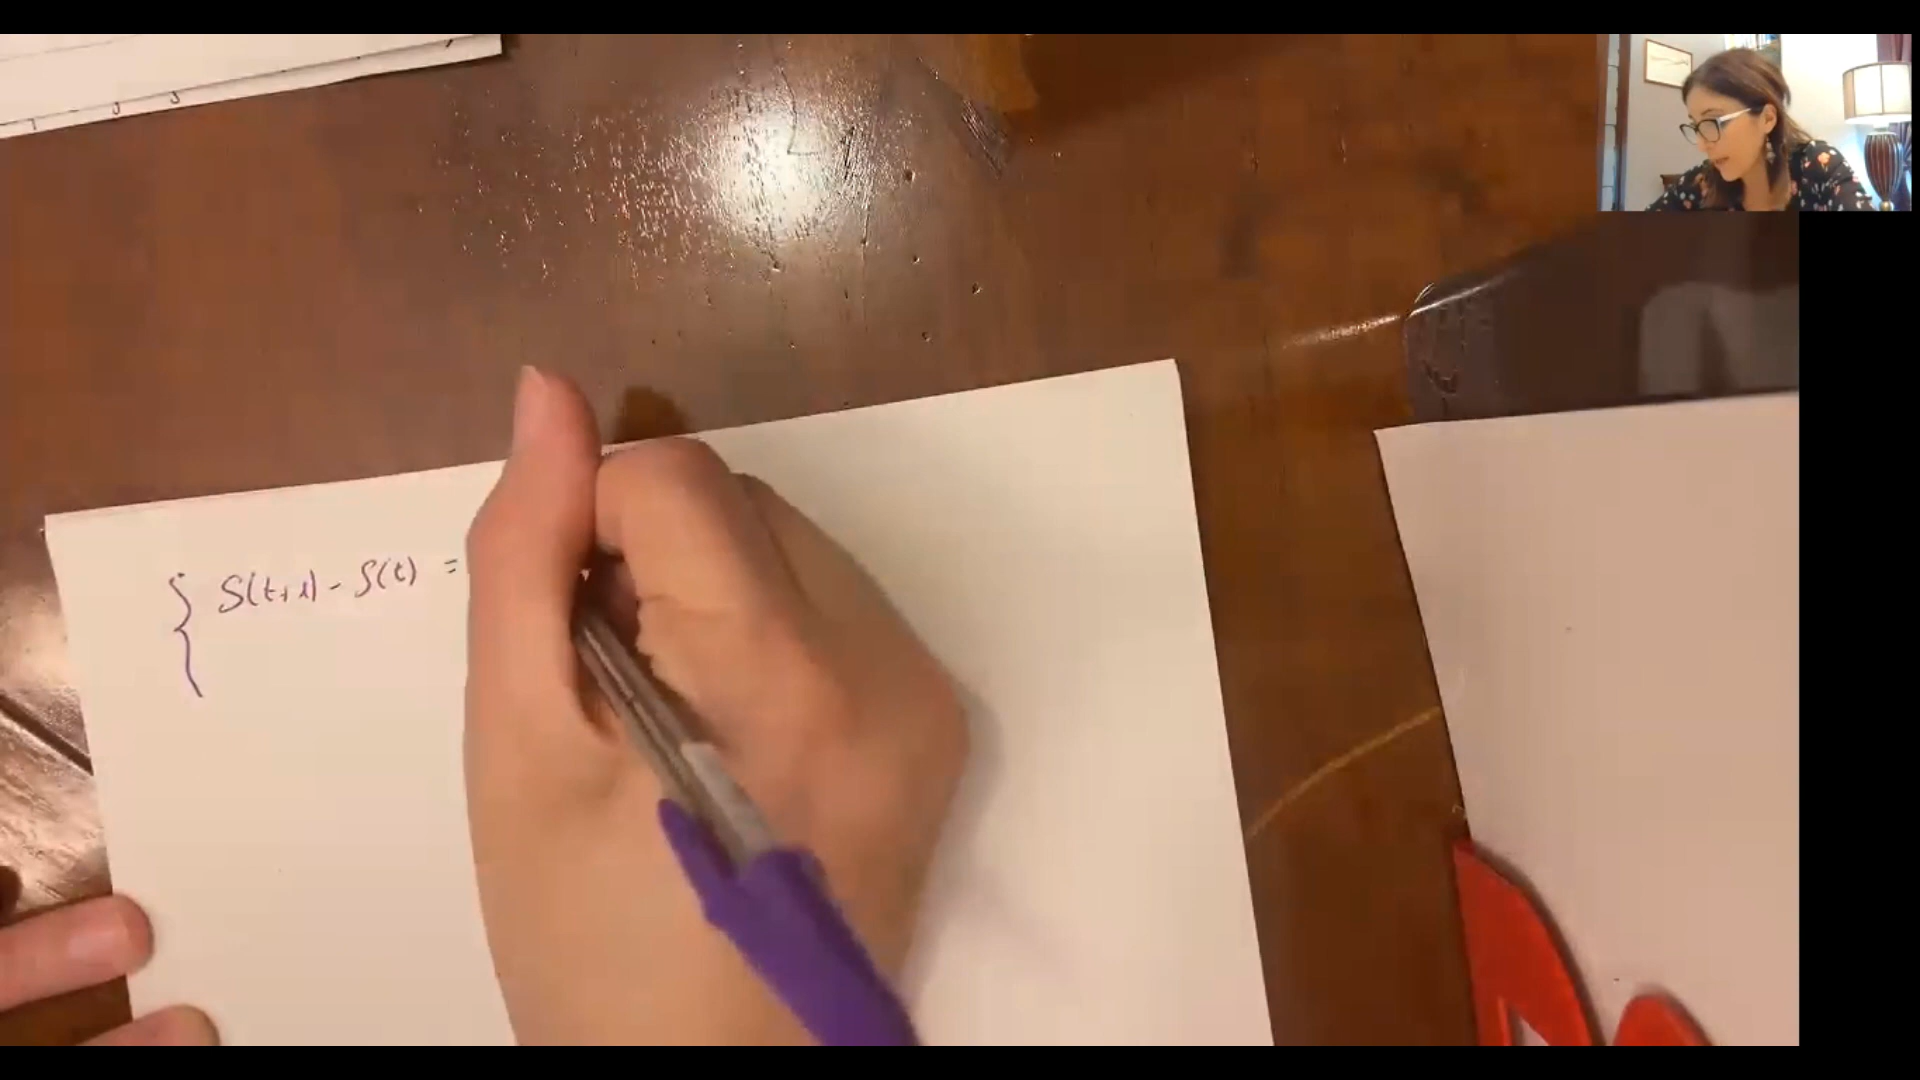 { S(t+1) - S(t) =